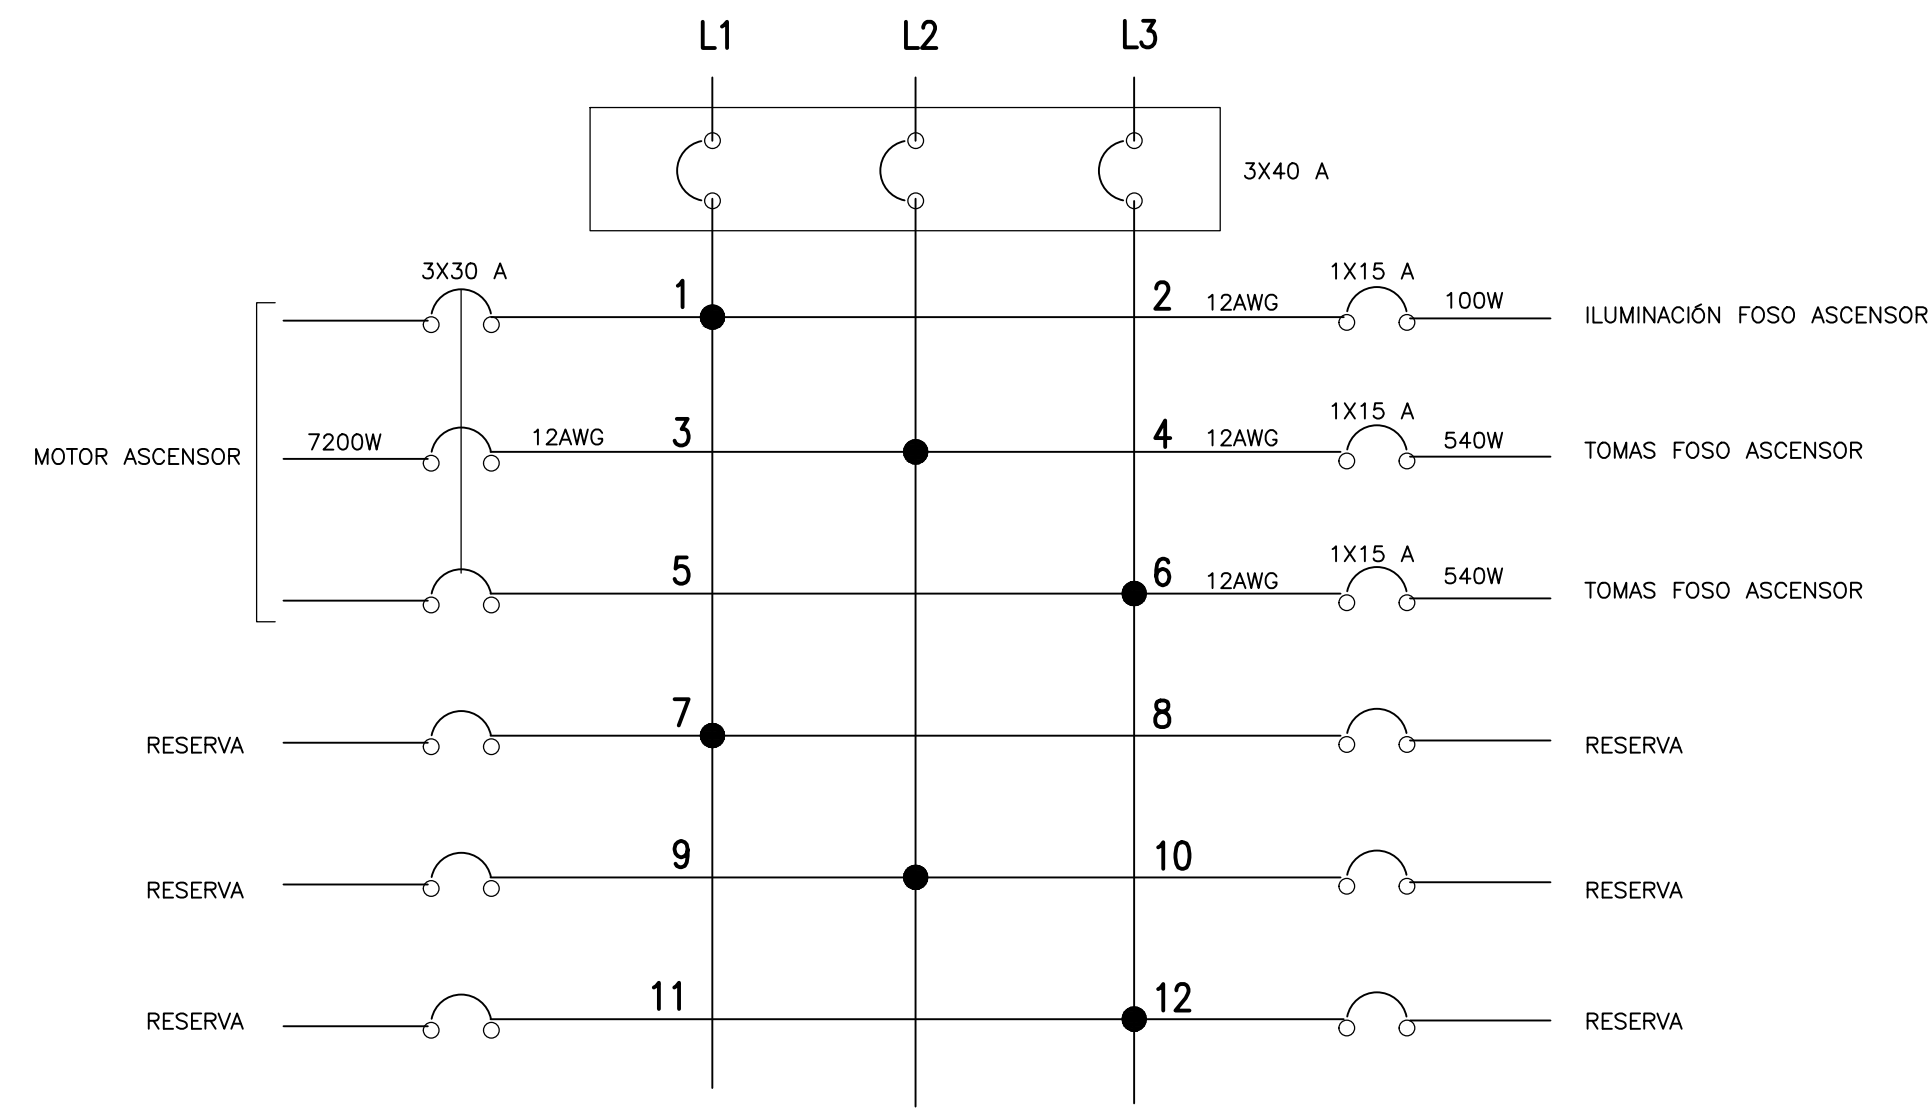 L1 L2 L3
3X40 A
3X30 A 1 2 12AWG 1X15 A 100W ILUMINACIÓN FOSO ASCENSOR
MOTOR ASCENSOR 7200W 12AWG 3 4 12AWG 1X15 A 540W TOMAS FOSO ASCENSOR
5 6 12AWG 1X15 A 540W TOMAS FOSO ASCENSOR
RESERVA 7 8 RESERVA
RESERVA 9 10 RESERVA
RESERVA 11 12 RESERVA